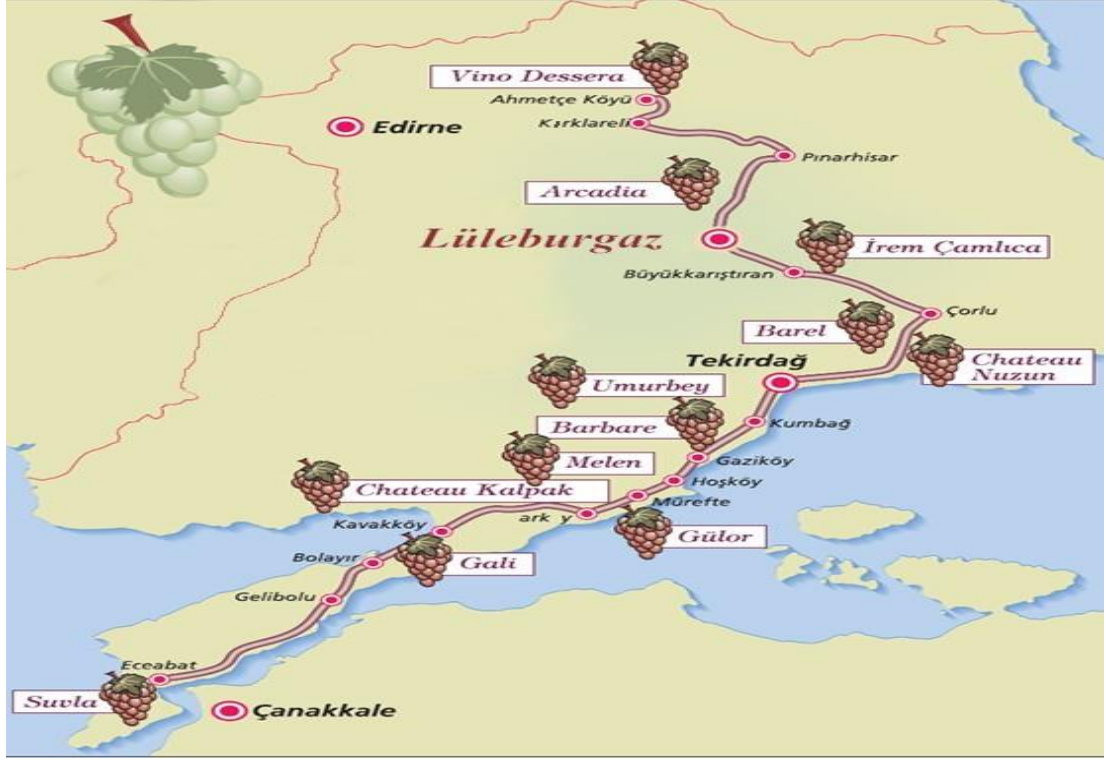 Vino Dessera
Ahmetçe Köyü
Kırklareli
Edirne
Pınarhisar
Arcadia
Lüleburgaz
İrem Çamlıca
Büyükkarıştıran
Çorlu
Barel
Chateau
Nuzun
Tekirdağ
Umurbey
Kumbağ
Barbare
Gaziköy
Melen
Hoşköy
Chateau Kalpak
Mürefte
ark y
Kavakköy
Gülor
Bolayır
Gali
Gelibolu
Eceabat
Suvla
Çanakkale